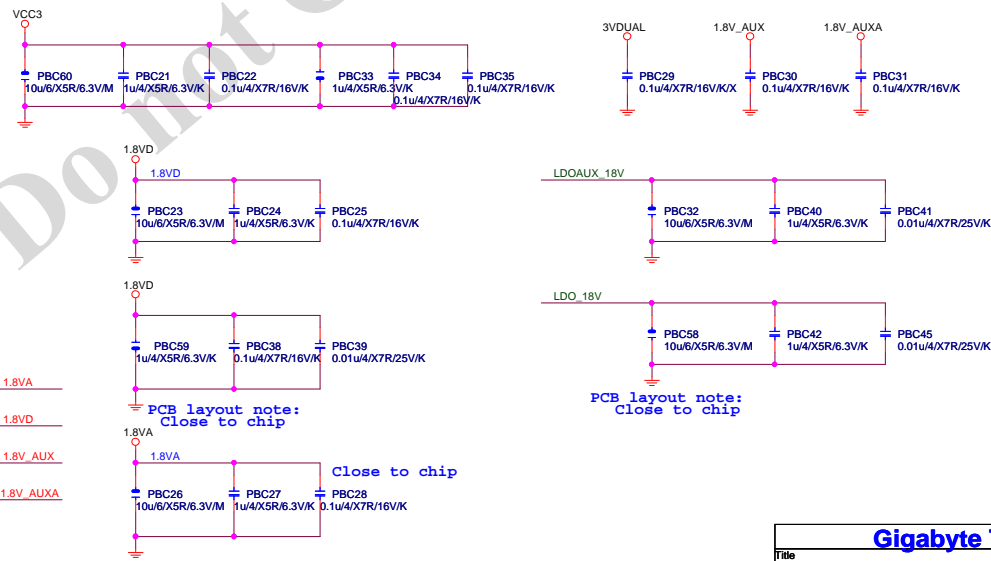 Do not
VCC3
PBC60
10u/6/X5R/6.3V/M
PBC21
1u/4/X5R/6.3V/K
PBC22
0.1u/4/X7R/16V/K
PBC33
1u/4/X5R/6.3V/K
PBC34
0.1u/4/X7R/16V/K
PBC35
0.1u/4/X7R/16V/K
3VDUAL
PBC29
0.1u/4/X7R/16V/K/X
1.8V_AUX
PBC30
0.1u/4/X7R/16V/K
1.8V_AUXA
PBC31
0.1u/4/X7R/16V/K
1.8VD
1.8VD
PBC23
10u/6/X5R/6.3V/M
PBC24
1u/4/X5R/6.3V/K
PBC25
0.1u/4/X7R/16V/K
LDOAUX_18V
PBC32
10u/6/X5R/6.3V/M
PBC40
1u/4/X5R/6.3V/K
PBC41
0.01u/4/X7R/25V/K
1.8VD
PBC59
1u/4/X5R/6.3V/K
PBC38
0.1u/4/X7R/16V/K
PBC39
0.01u/4/X7R/25V/K
PCB layout note:
Close to chip
LDO_18V
PBC58
10u/6/X5R/6.3V/M
PBC42
1u/4/X5R/6.3V/K
PBC45
0.01u/4/X7R/25V/K
PCB layout note:
Close to chip
1.8VA
1.8VD
1.8V_AUX
1.8V_AUXA
1.8VA
1.8VA
Close to chip
PBC26
10u/6/X5R/6.3V/M
PBC27
1u/4/X5R/6.3V/K
PBC28
0.1u/4/X7R/16V/K
Gigabyte
Title